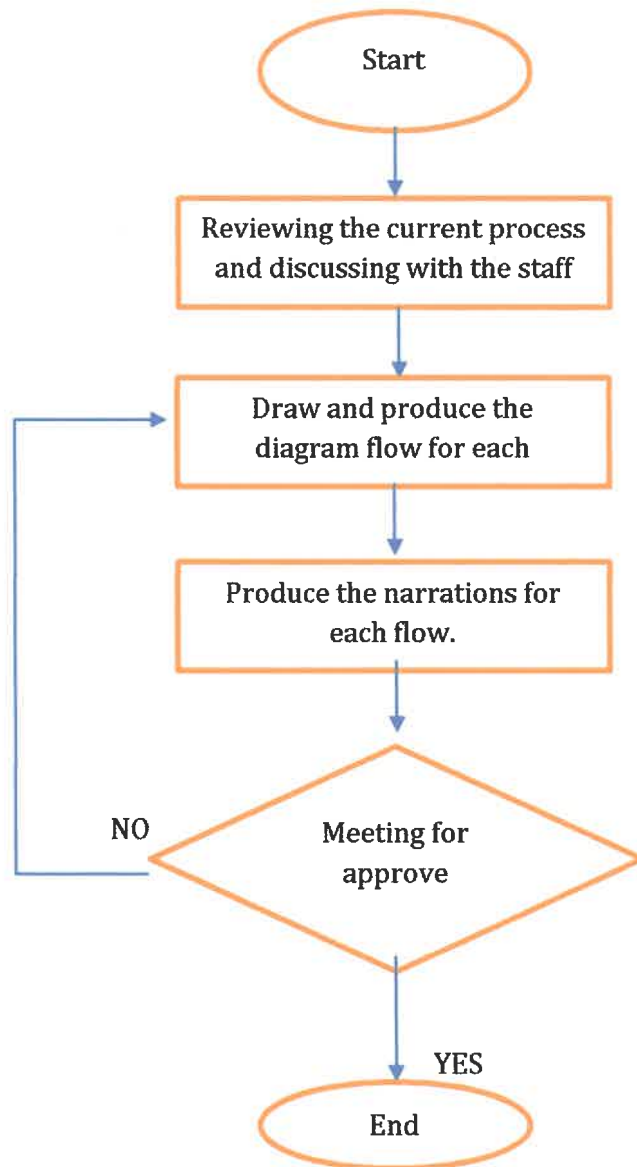 Start
Reviewing the current process
and discussing with the staff
Draw and produce the
diagram flow for each
Produce the narrations for
each flow.
NO
Meeting for
approve
YES
End